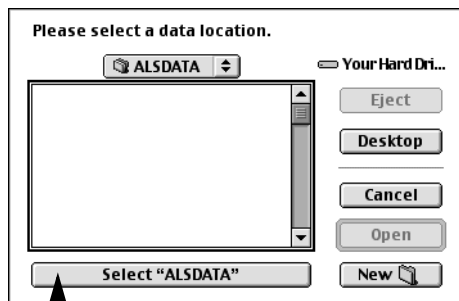 Please select a data location.
ALSDATA
Your Hard Dri...
Eject
Desktop
Cancel
Open
Select “ALSDATA”
New